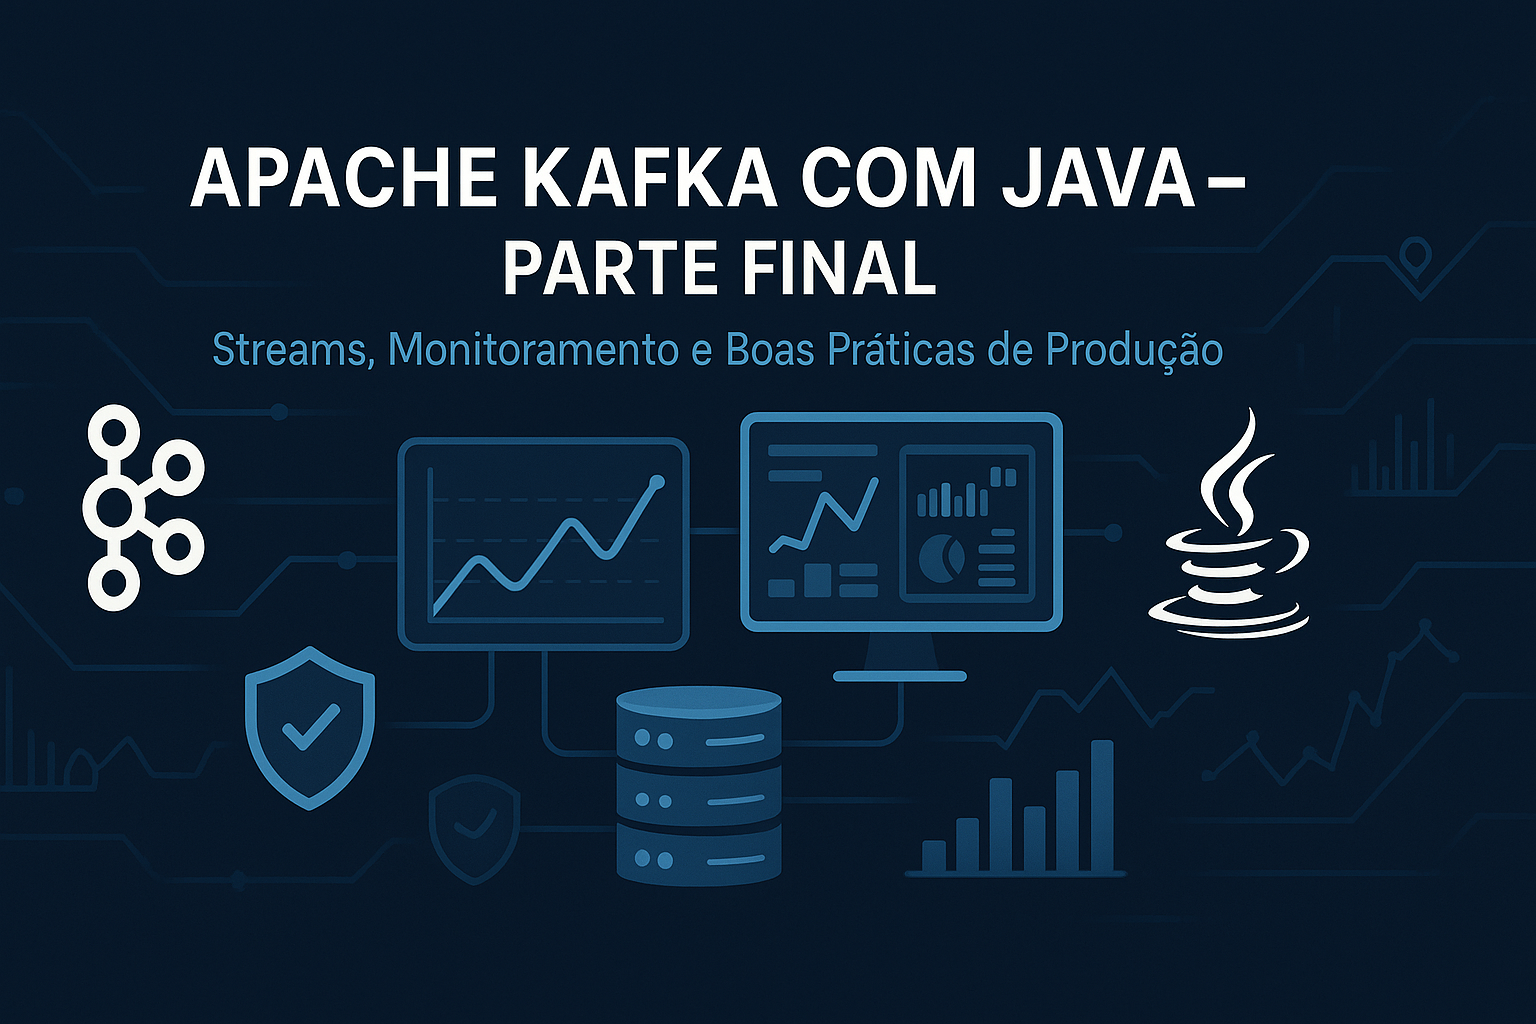 APACHE KAFKA COM JAVA –
PARTE FINAL
Streams, Monitoramento e Boas Práticas de Produção